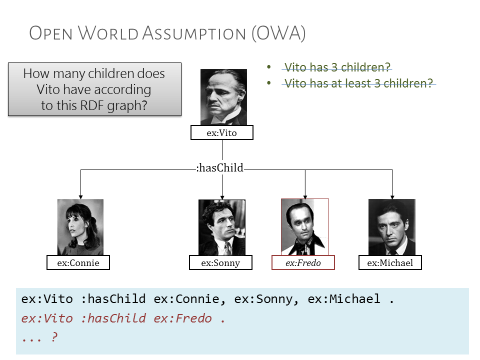 OPEN WORLD ASSUMPTION (OWA)
How many children does
Vito have according
to this RDF graph?
• Vito has 3 children?
• Vito has at least 3 children?
ex:Vito
:hasChild
ex:Connie
ex:Sonny
ex:Fredo
ex:Michael
ex:Vito :hasChild ex:Connie, ex:Sonny, ex:Michael .
ex:Vito :hasChild ex:Fredo .
... ?